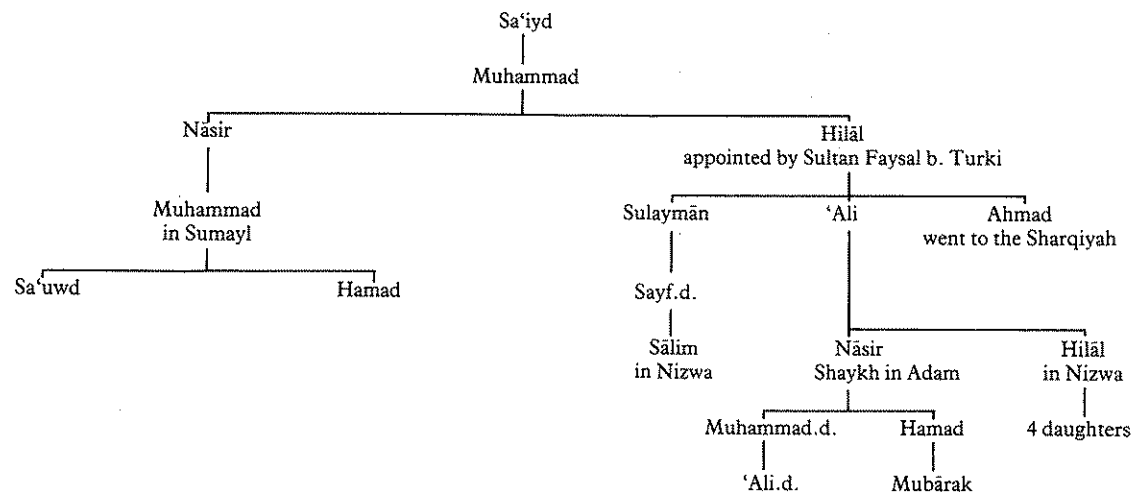 Sa‘iyd
Muhammad
Nāsir
Hilāl
appointed by Sultan Faysal b. Turki
Muhammad
in Sumayl
Sulaymān
‘Ali
Ahmad
went to the Sharqiyah
Sa‘uwd
Hamad
Sayf.d.
Sālim
in Nizwa
Nāsir
Shaykh in Adam
Hilāl
in Nizwa
Muhammad.d.
Hamad
4 daughters
‘Ali.d.
Mubārak